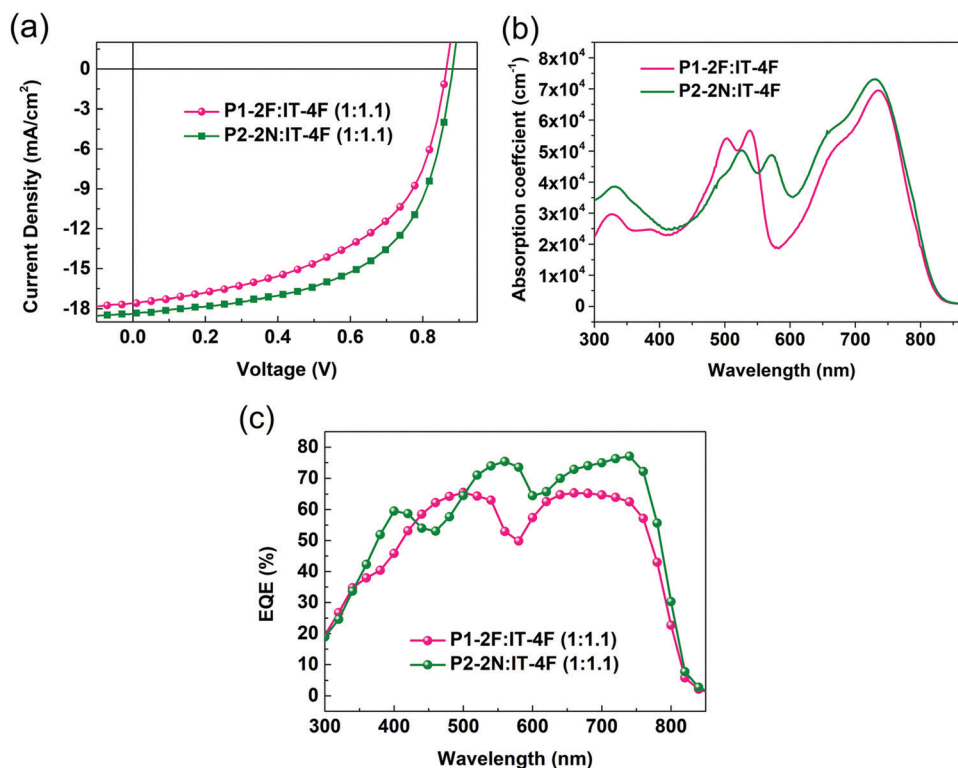 (a)
0
-3
-6
-9
-12
-15
-18
Current Density (mA/cm²)
P1-2F:IT-4F (1:1.1)
P2-2N:IT-4F (1:1.1)
0.0 0.2 0.4 0.6 0.8
Voltage (V)
(b)
7x10⁴
6x10⁴
5x10⁴
4x10⁴
3x10⁴
2x10⁴
1x10⁴
0
Absorption coeffcient (cm⁻¹)
P1-2F:IT-4F
P2-2N:IT-4F
300 400 500 600 700 800
Wavelength (nm)
(c)
80
70
60
50
40
30
20
10
0
EQE (%)
P1-2F:IT-4F (1:1.1)
P2-2N:IT-4F (1:1.1)
300 400 500 600 700 800
Wavelength (nm)